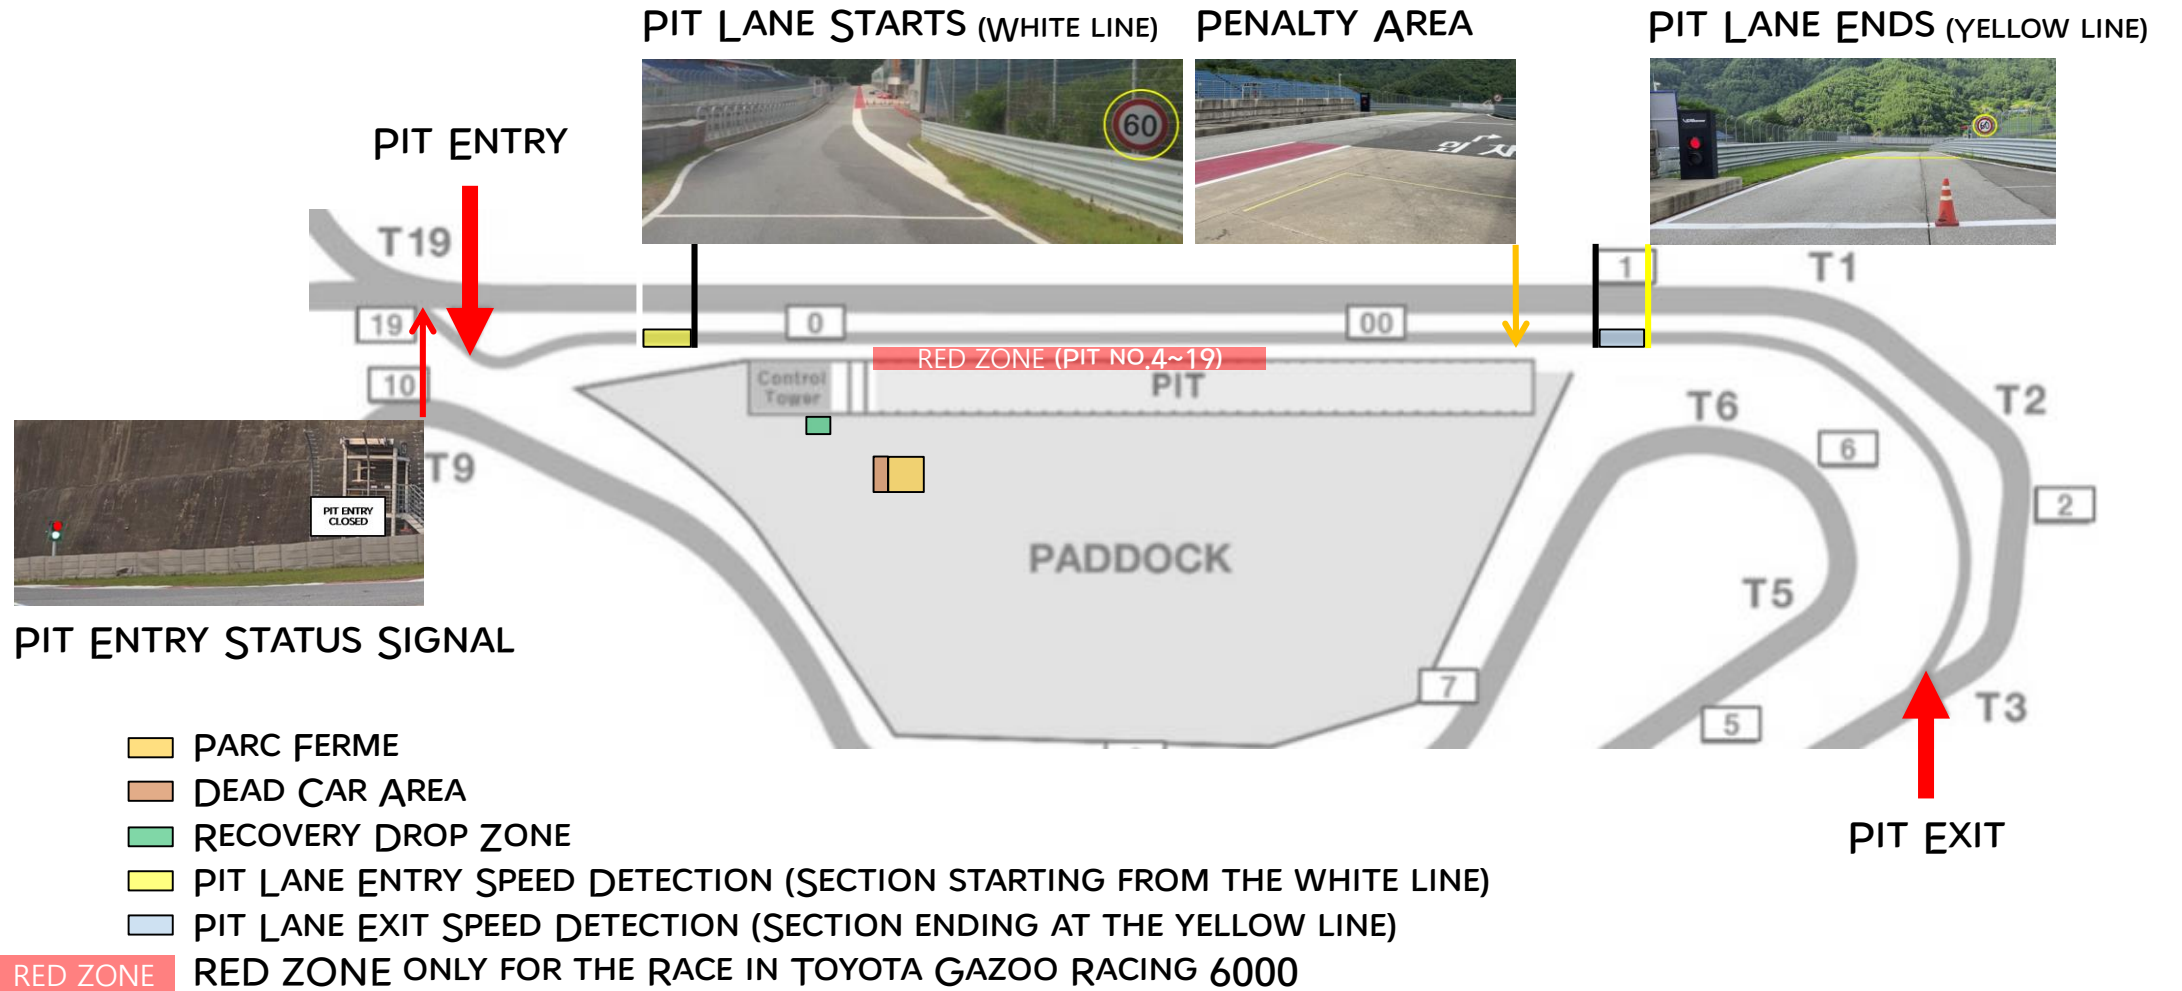 PIT LANE STARTS (WHITE LINE)
PENALTY AREA
PIT LANE ENDS (YELLOW LINE)
60
60
PIT ENTRY
T19
19
10
T9
0
00
1
T1
RED ZONE (PIT NO.4~19)
Control
Tower
PIT
T2
T6
6
2
T5
PADDOCK
PIT ENTRY
CLOSED
PIT ENTRY STATUS SIGNAL
7
5
T3
PIT EXIT
PARC FERME
DEAD CAR AREA
RECOVERY DROP ZONE
PIT LANE ENTRY SPEED DETECTION (SECTION STARTING FROM THE WHITE LINE)
PIT LANE EXIT SPEED DETECTION (SECTION ENDING AT THE YELLOW LINE)
RED ZONE RED ZONE ONLY FOR THE RACE IN TOYOTA GAZOO RACING 6000